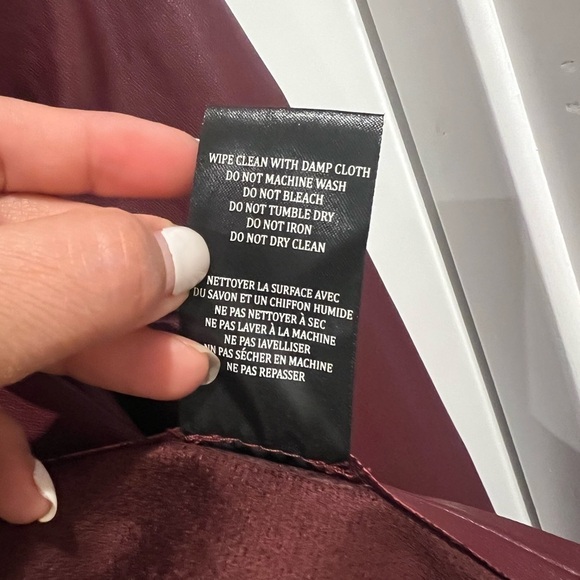 WIPE CLEAN WITH DAMP CLOTH
DO NOT MACHINE WASH
DO NOT BLEACH
DO NOT TUMBLE DRY
DO NOT IRON
DO NOT DRY CLEAN
NETTOYER LA SURFACE AVEC
DU SAVON ET UN CHIFFON HUMIDE
NE PAS NETTOYER À SEC
NE PAS LAVER À LA MACHINE
NE PAS IAVELLISER
NN PAS SÉCHER EN MACHINE
NE PAS REPASSER